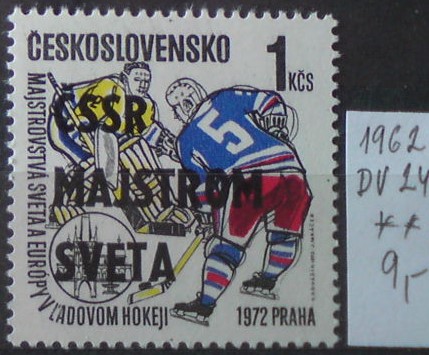 ČESKOSLOVENSKO
1 KČS
MAJSTROVSTVÁ SVETA A EURÓPY V ĽADOVOM HOKEJI
5
ČSSR
MAJSTROM
SVETA
1972 PRAHA
1962
DV 24
**
9,-